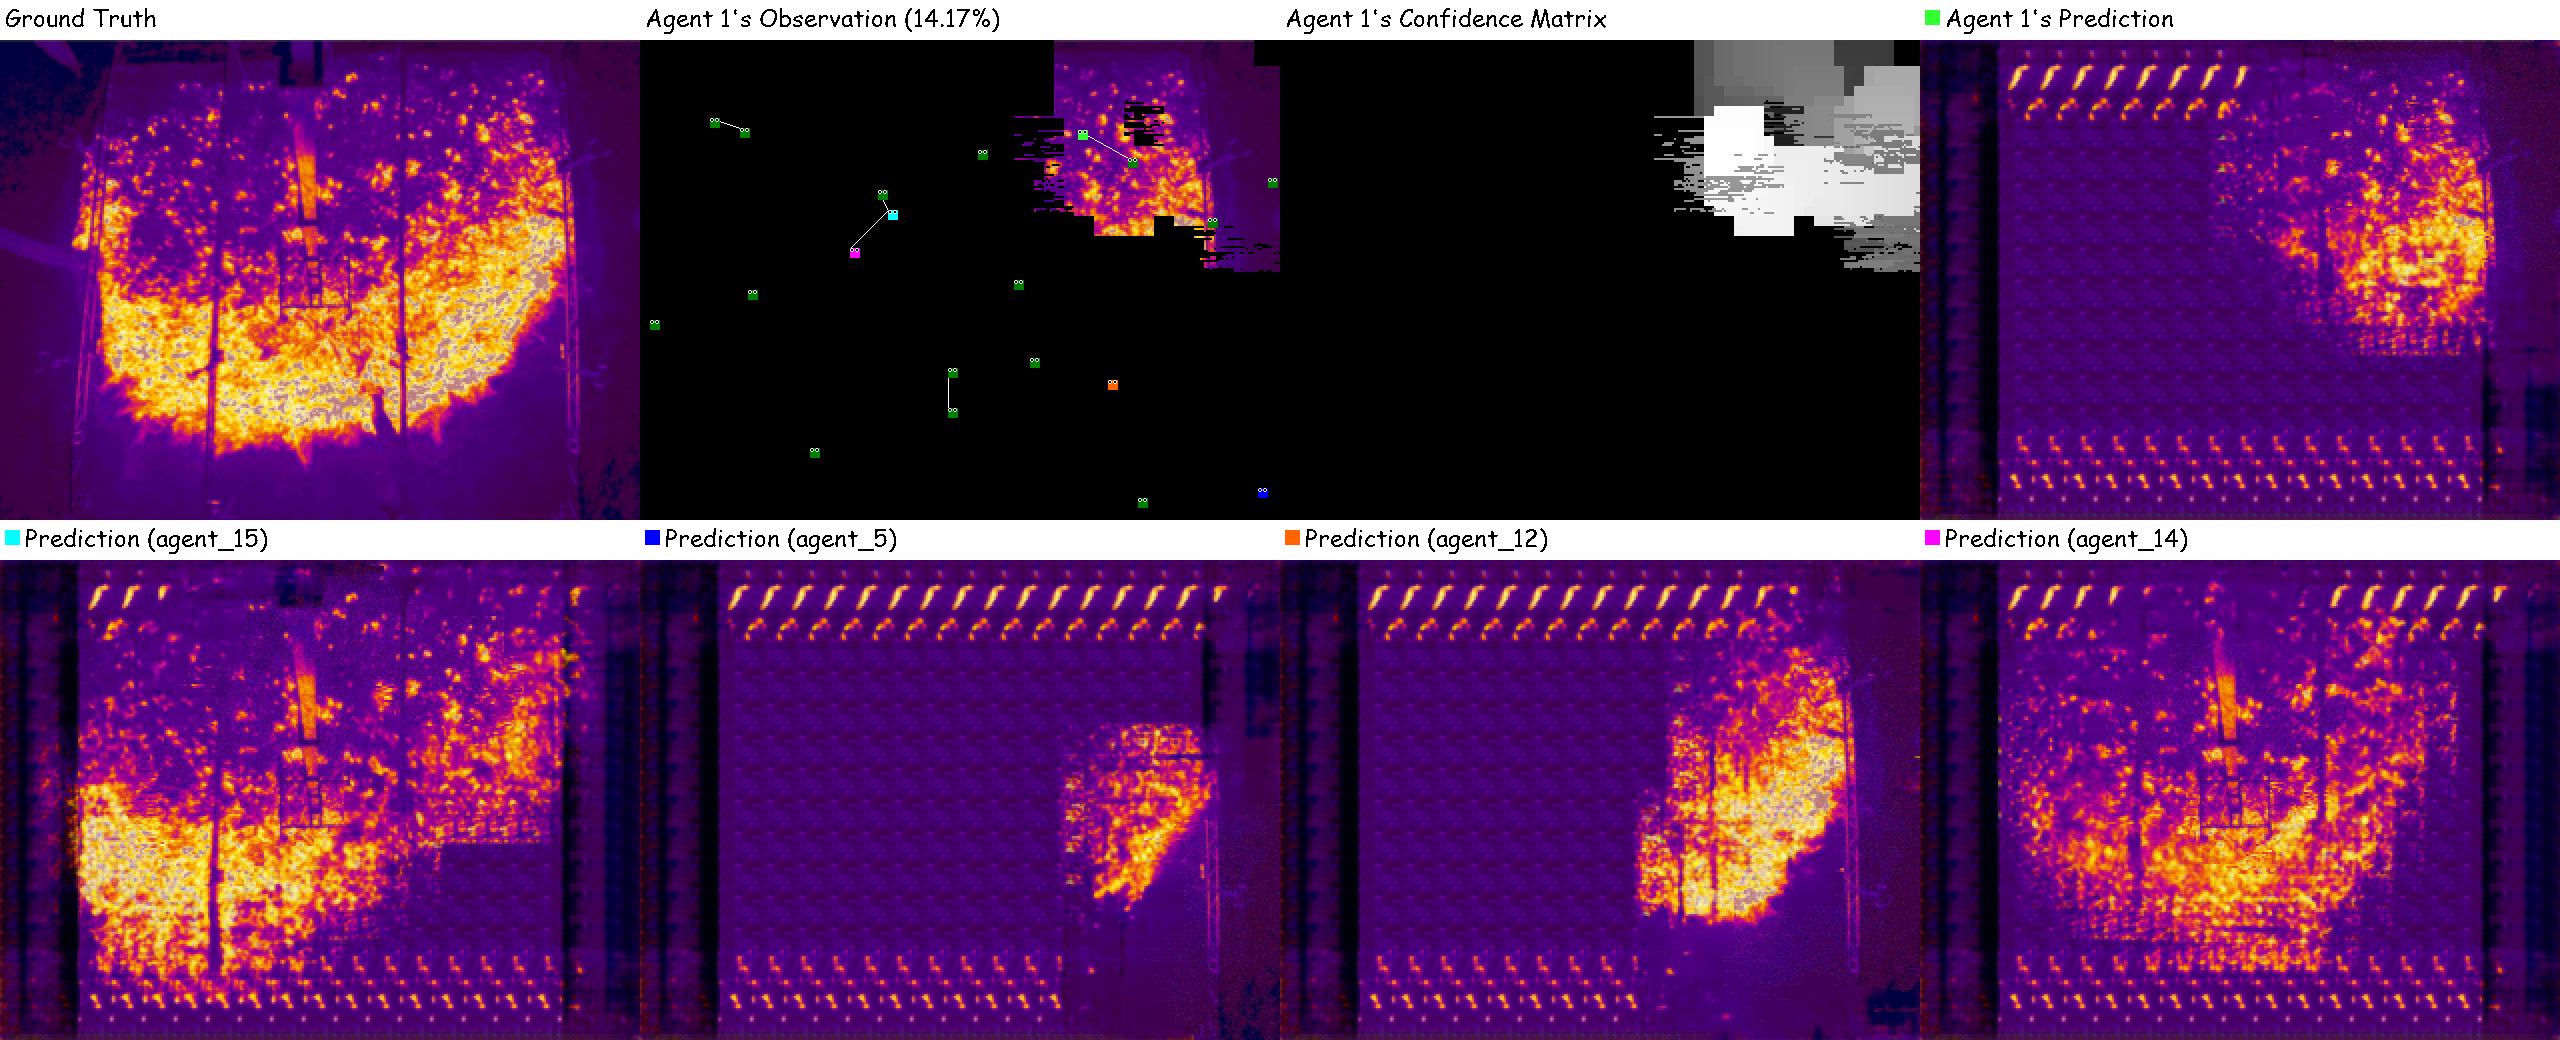 Ground Truth
Agent 1's Observation (14.17%)
Agent 1's Confidence Matrix
Agent 1's Prediction
Prediction (agent_15)
Prediction (agent_5)
Prediction (agent_12)
Prediction (agent_14)